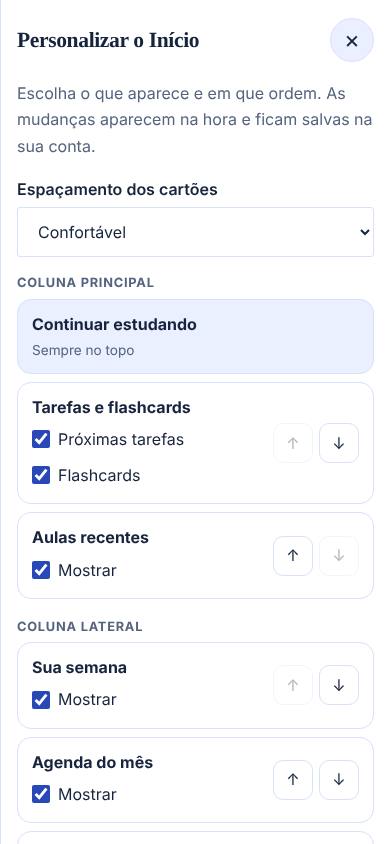 Personalizar o Início
Escolha o que aparece e em que ordem. As
mudanças aparecem na hora e ficam salvas na
sua conta.
Espaçamento dos cartões
Confortável
COLUNA PRINCIPAL
Continuar estudando
Sempre no topo
Tarefas e flashcards
Próximas tarefas
Flashcards
Aulas recentes
Mostrar
COLUNA LATERAL
Sua semana
Mostrar
Agenda do mês
Mostrar